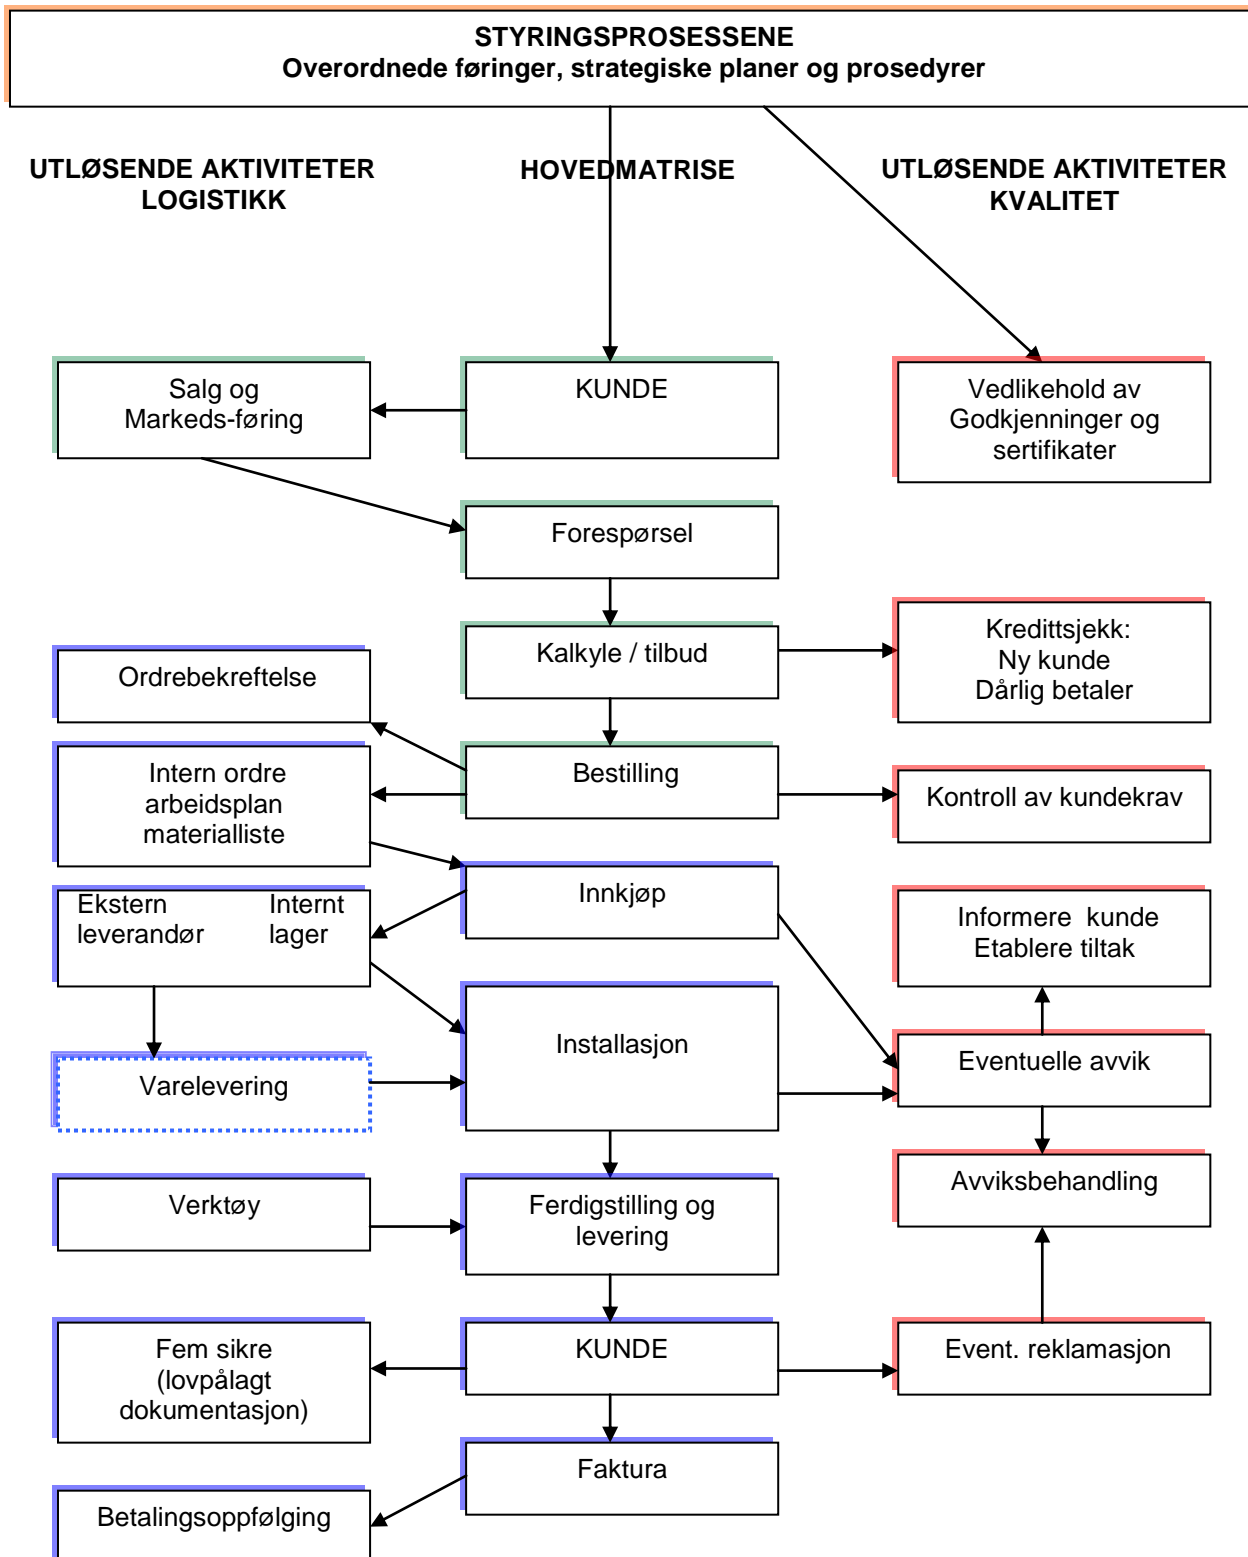 STYRINGSPROSESSENE
Overordnede føringer, strategiske planer og prosedyrer
UTLØSENDE AKTIVITETER
LOGISTIKK
HOVEDMATRISE
UTLØSENDE AKTIVITETER
KVALITET
Salg og
Markeds-føring
KUNDE
Vedlikehold av
Godkjenninger og
sertifikater
Forespørsel
Kalkyle / tilbud
Kredittsjekk:
Ny kunde
Dårlig betaler
Ordrebekreftelse
Intern ordre
arbeidsplan
materialliste
Bestilling
Kontroll av kundekrav
Innkjøp
Ekstern
leverandør
Internt
lager
Informere kunde
Etablere tiltak
Installasjon
Eventuelle avvik
Varelevering
Avviksbehandling
Verktøy
Ferdigstilling og
levering
Fem sikre
(lovpålagt
dokumentasjon)
KUNDE
Event. reklamasjon
Faktura
Betalingsoppfølging